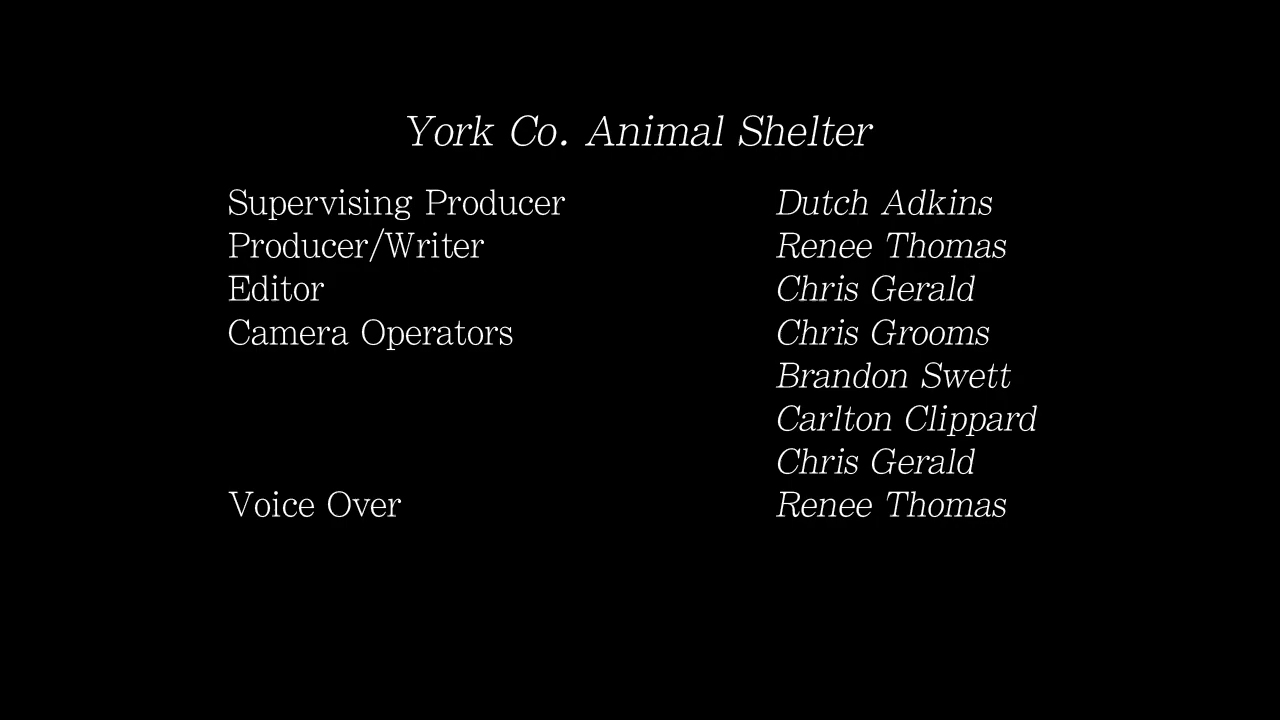 York Co. Animal Shelter
Supervising Producer Dutch Adkins
Producer/Writer Renee Thomas
Editor Chris Gerald
Camera Operators Chris Grooms
Brandon Swett
Carlton Clippard
Chris Gerald
Voice Over Renee Thomas